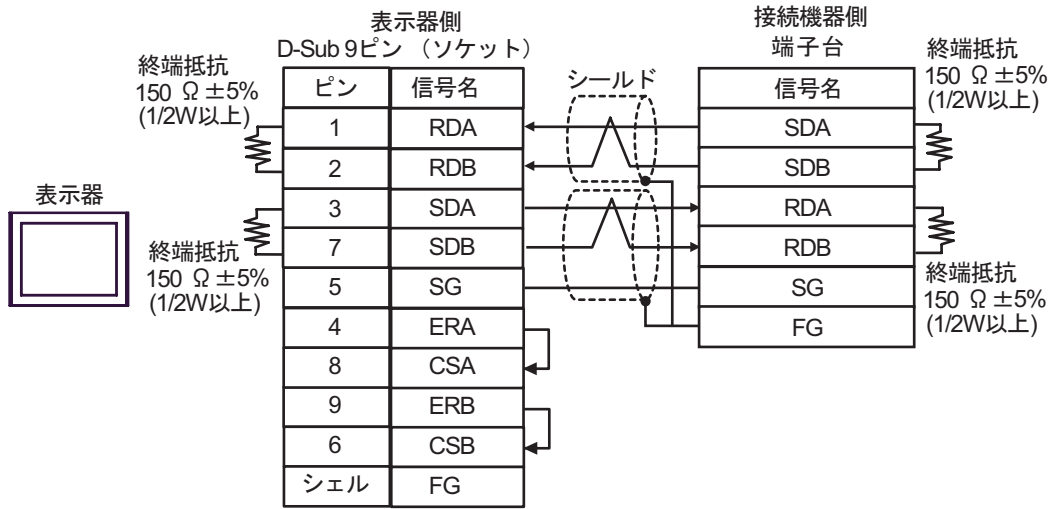 表示器側
D-Sub 9ピン （ソケット）
接続機器側
端子台
終端抵抗
150 Ω ±5%
(1/2W以上)
シールド
終端抵抗
150 Ω ±5%
(1/2W以上)
ピン 信号名
1 RDA
2 RDB
3 SDA
7 SDB
5 SG
4 ERA
8 CSA
9 ERB
6 CSB
シェル FG
信号名
SDA
SDB
RDA
RDB
SG
FG
表示器
終端抵抗
150 Ω ±5%
(1/2W以上)
終端抵抗
150 Ω ±5%
(1/2W以上)